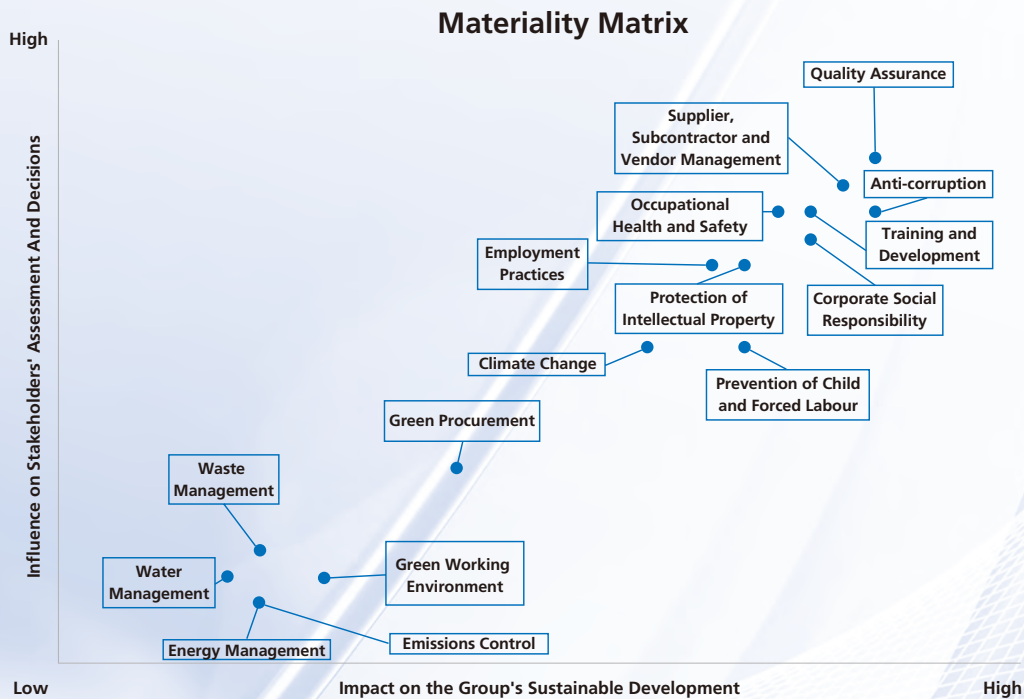 Materiality Matrix
High
Influence on Stakeholders' Assessment And Decisions
Quality Assurance
Supplier,
Subcontractor and
Vendor Management
Anti-corruption
Occupational
Health and Safety
Training and
Development
Employment
Practices
Protection of
Intellectual Property
Corporate Social
Responsibility
Climate Change
Prevention of Child
and Forced Labour
Green Procurement
Waste
Management
Green Working
Environment
Water
Management
Emissions Control
Energy Management
Low
Impact on the Group's Sustainable Development
High